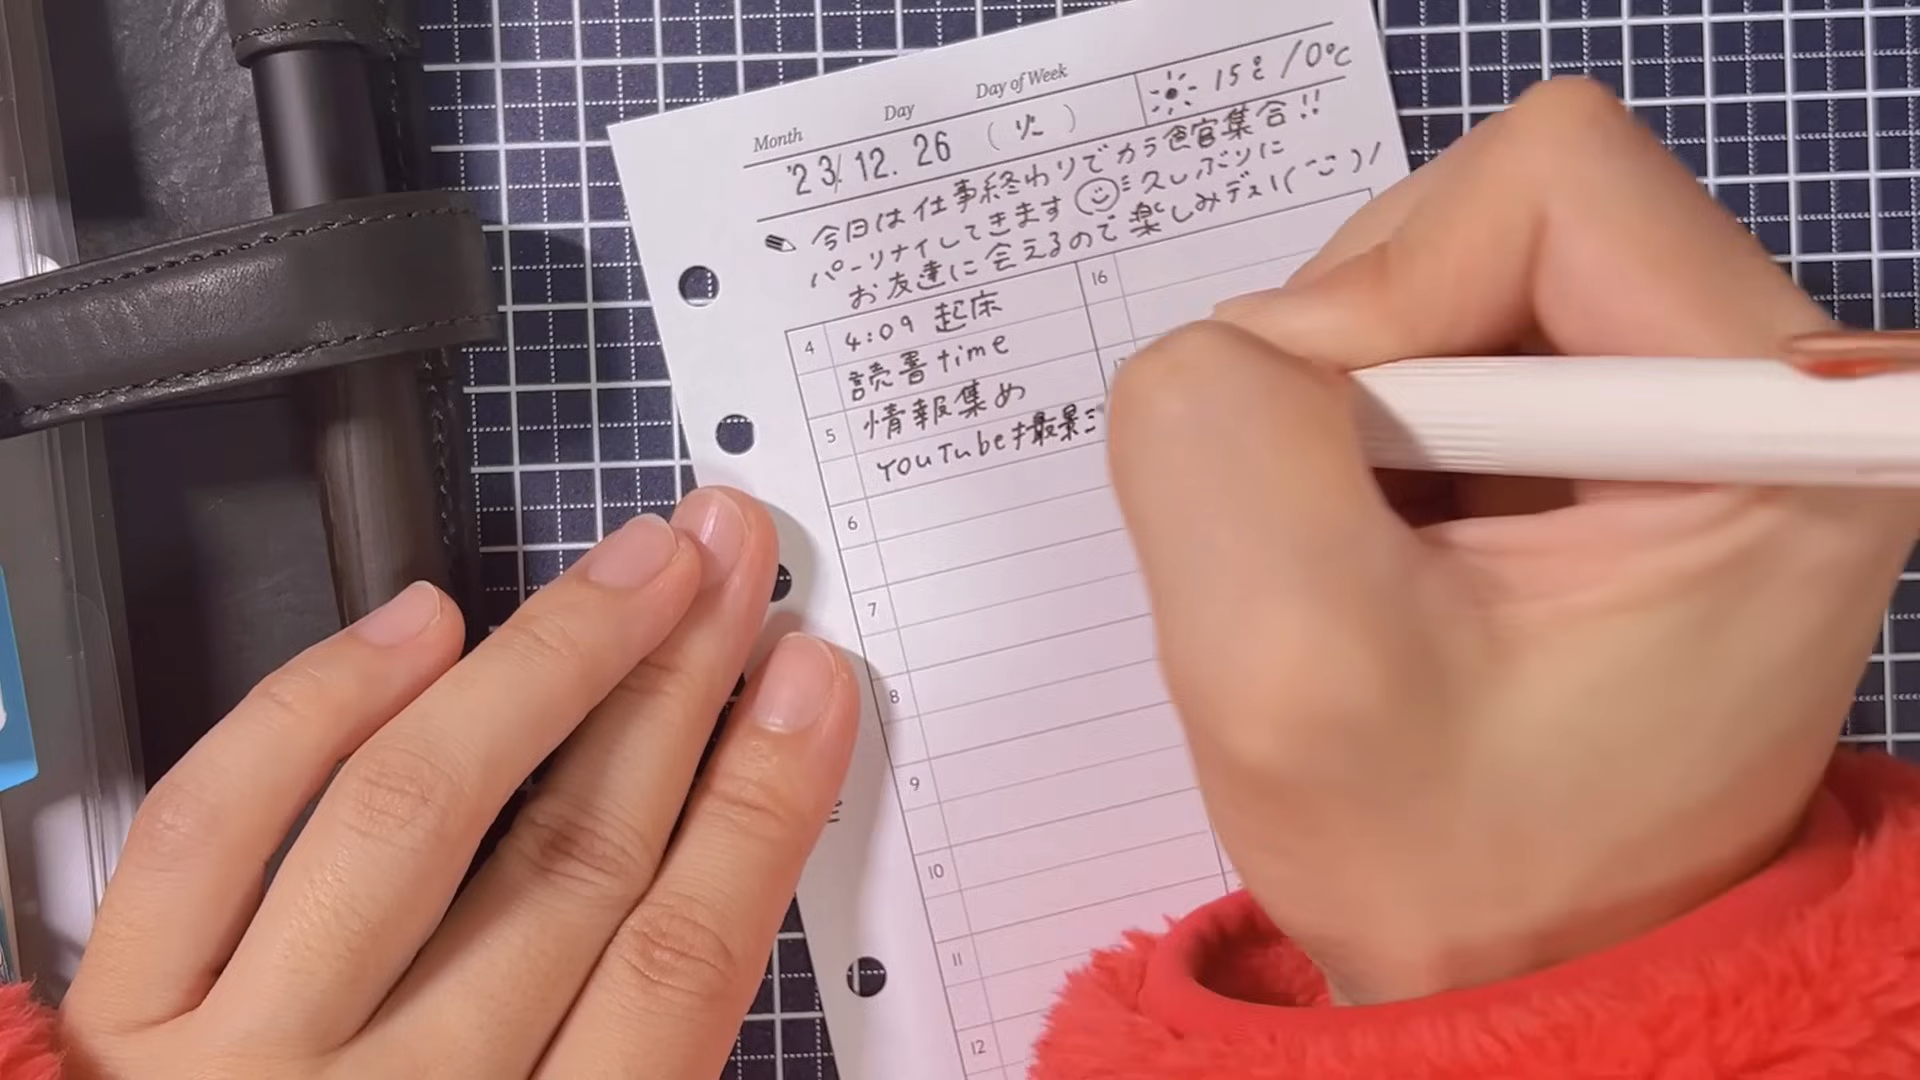 Month Day Day of Week
'23.12.26 (火) 15℃/0℃
今日は仕事終わりでカラ館集合!!
パーリナイしてきます 久しぶりに
お友達に会えるので楽しみデス!
4 4:09 起床
読書time
5 情報集め
YouTube撮影
6
7
8
9
10
11
12
16